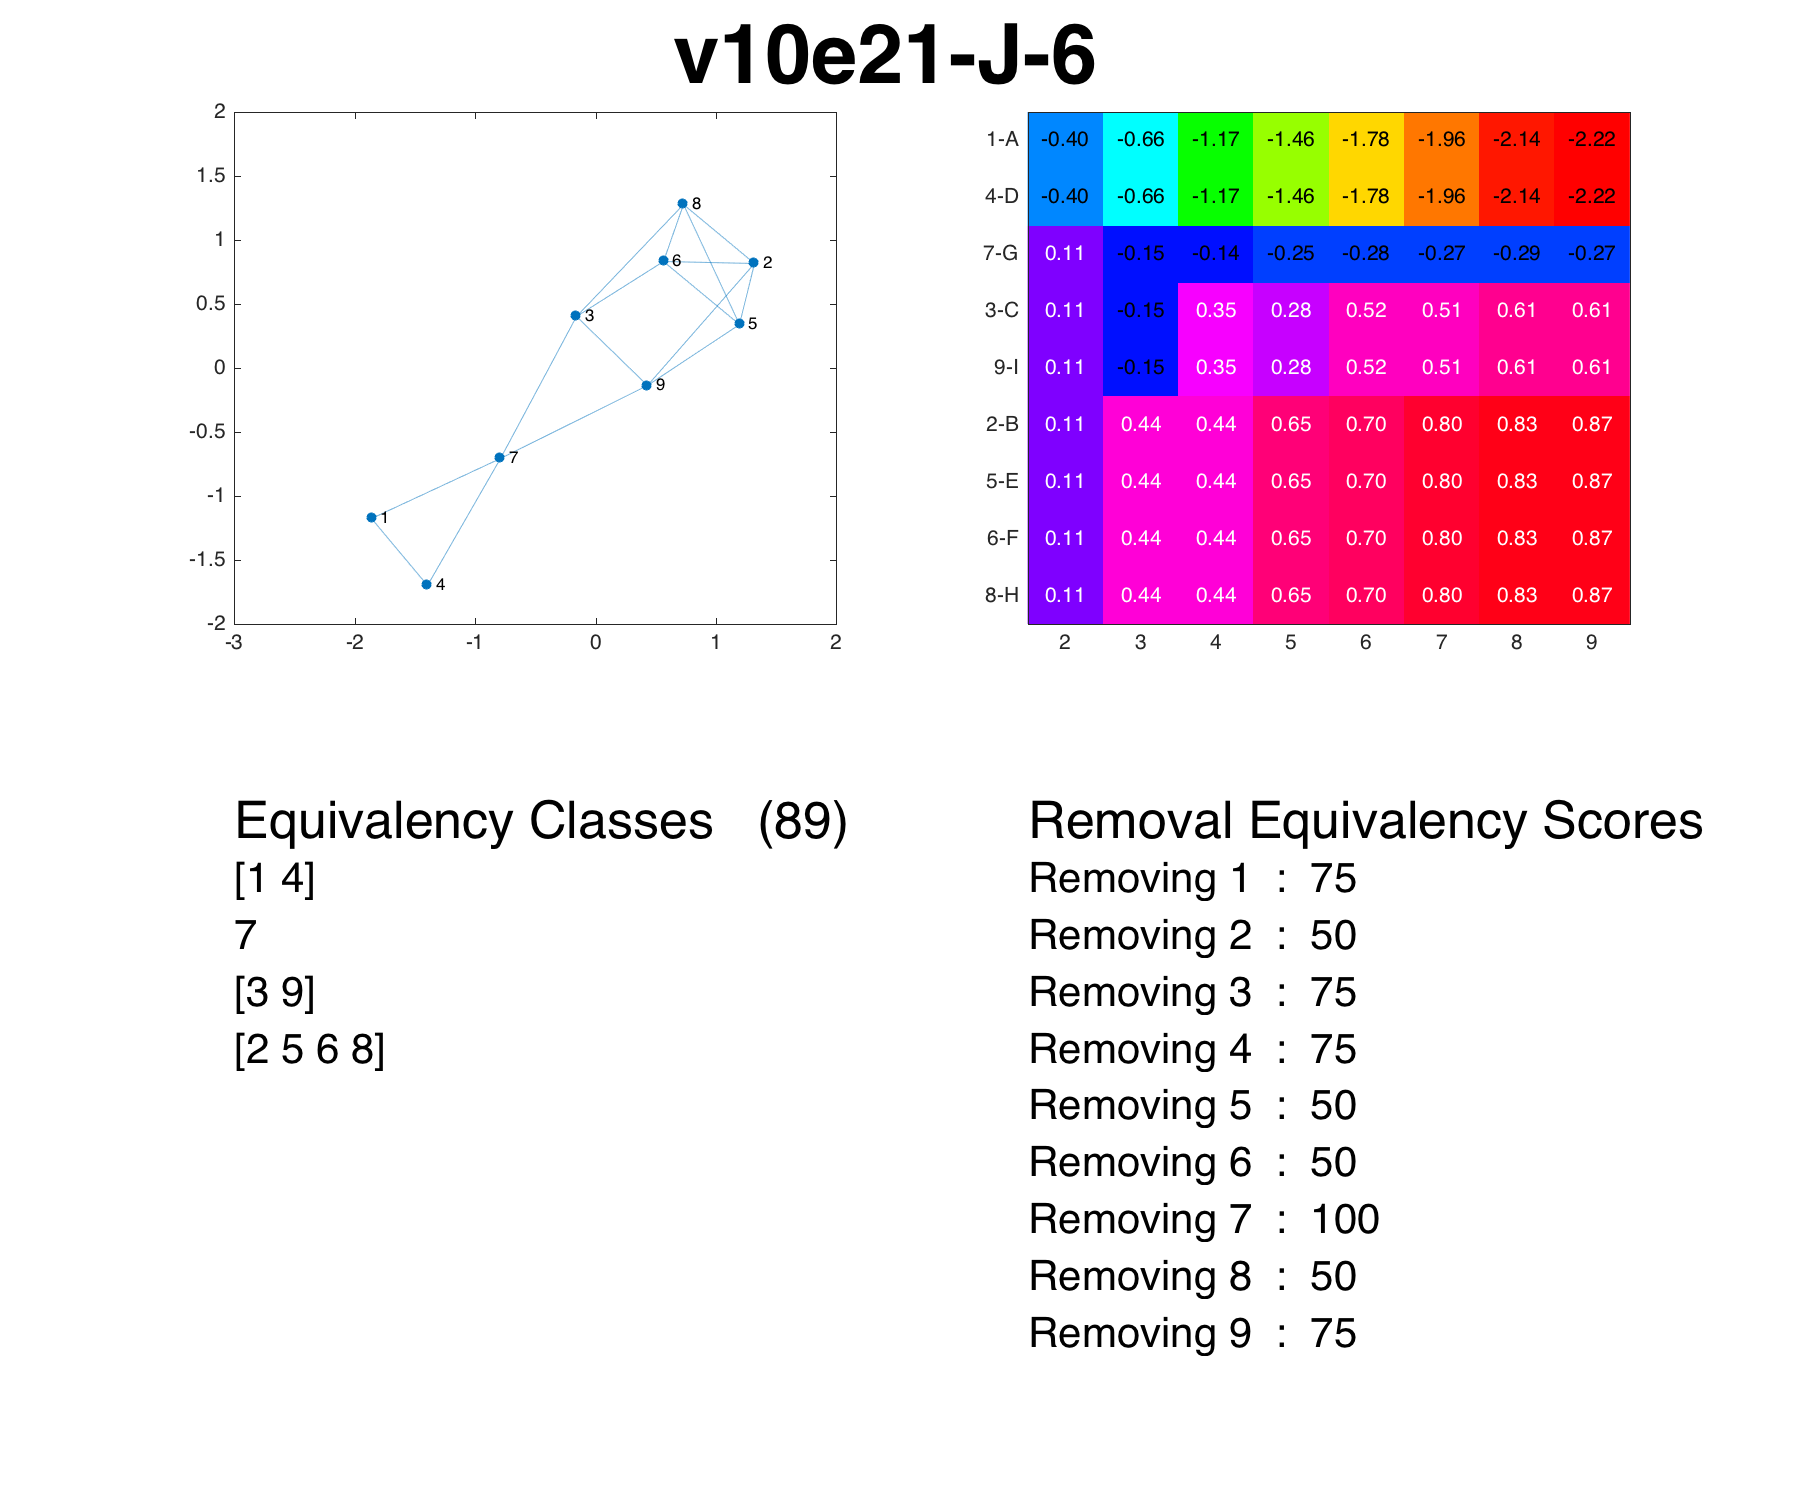 v10e21-J-6
2
1.5
1
0.5
0
-0.5
-1
-1.5
-2
-3 -2 -1 0 1 2
8
6
2
3
5
9
7
1
4
1-A -0.40 -0.66 -1.17 -1.46 -1.78 -1.96 -2.14 -2.22
4-D -0.40 -0.66 -1.17 -1.46 -1.78 -1.96 -2.14 -2.22
7-G 0.11 -0.15 -0.14 -0.25 -0.28 -0.27 -0.29 -0.27
3-C 0.11 -0.15 0.35 0.28 0.52 0.51 0.61 0.61
9-I 0.11 -0.15 0.35 0.28 0.52 0.51 0.61 0.61
2-B 0.11 0.44 0.44 0.65 0.70 0.80 0.83 0.87
5-E 0.11 0.44 0.44 0.65 0.70 0.80 0.83 0.87
6-F 0.11 0.44 0.44 0.65 0.70 0.80 0.83 0.87
8-H 0.11 0.44 0.44 0.65 0.70 0.80 0.83 0.87
2 3 4 5 6 7 8 9
Equivalency Classes (89)
[1 4]
7
[3 9]
[2 5 6 8]
Removal Equivalency Scores
Removing 1 : 75
Removing 2 : 50
Removing 3 : 75
Removing 4 : 75
Removing 5 : 50
Removing 6 : 50
Removing 7 : 100
Removing 8 : 50
Removing 9 : 75